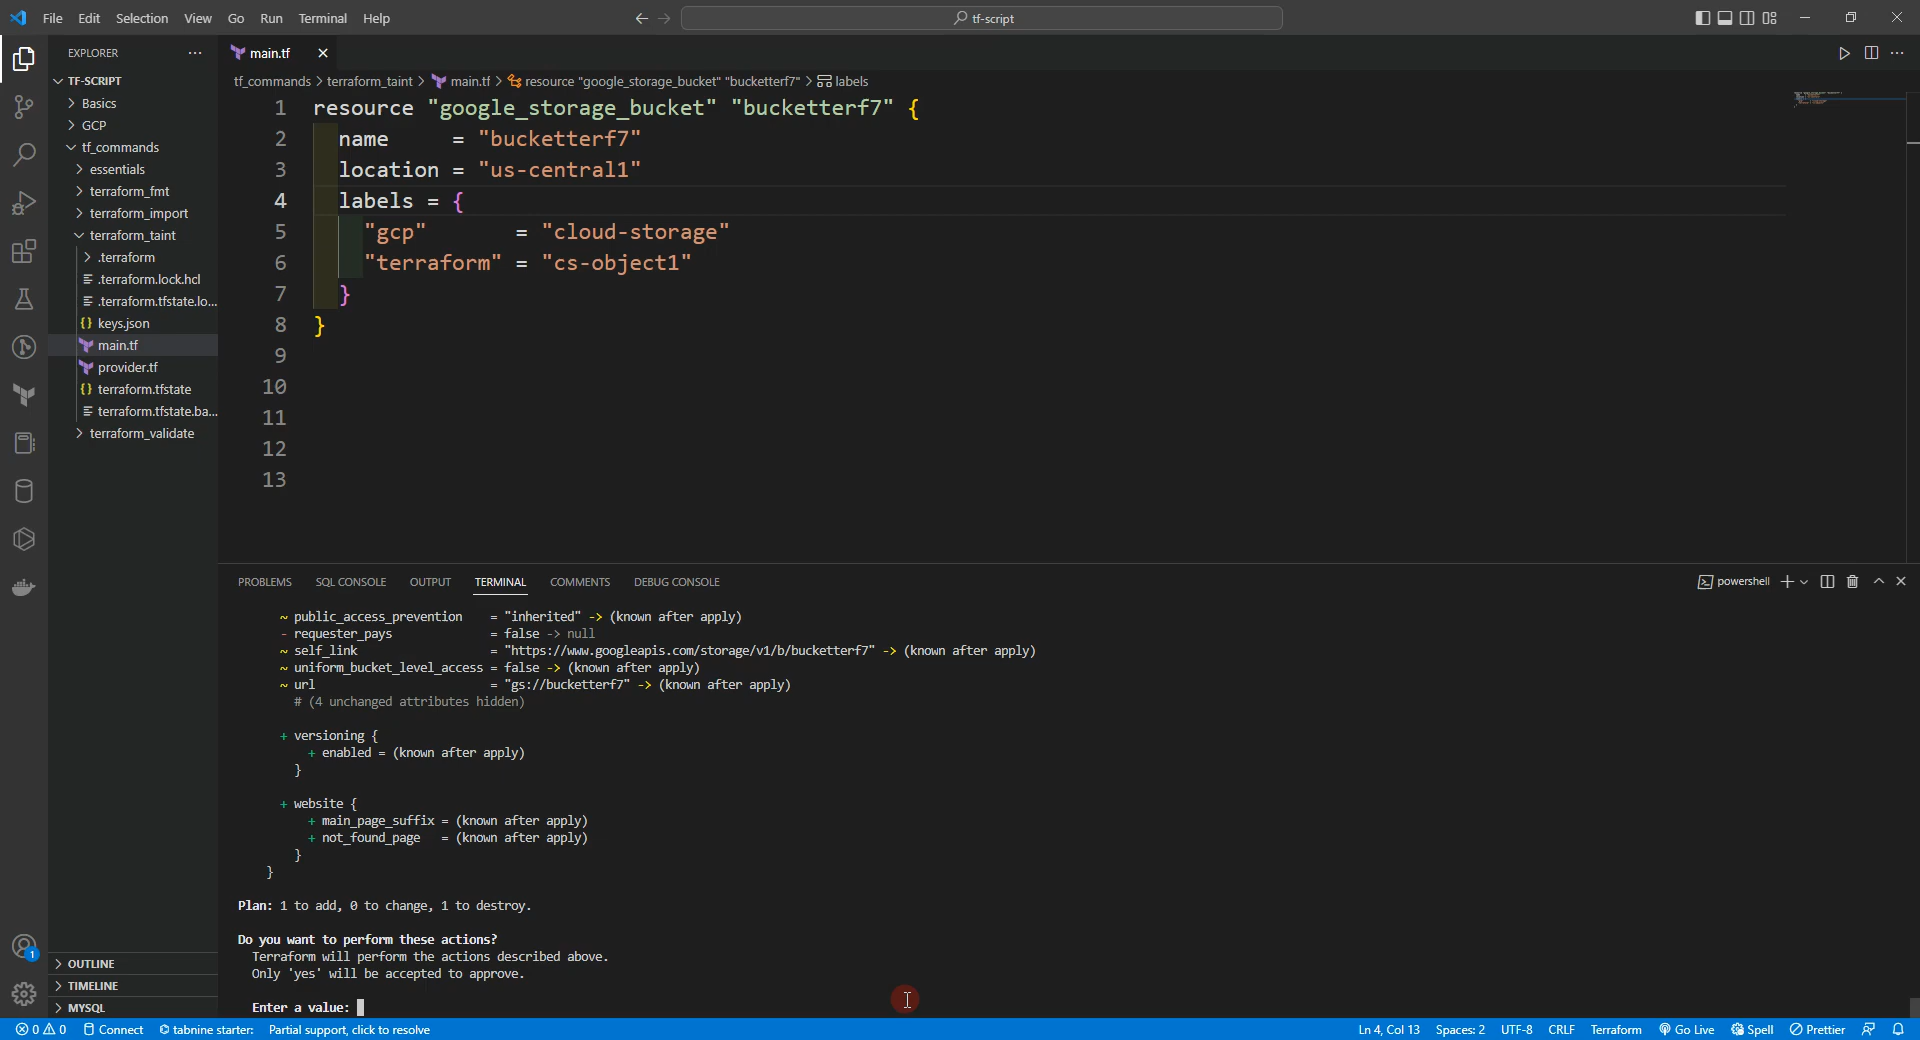 File Edit Selection View Go Run Terminal Help
tf-script
EXPLORER
TF-SCRIPT
Basics
GCP
tf_commands
essentials
terraform_fmt
terraform_import
terraform_taint
.terraform
.terraform.lock.hcl
.terraform.tfstate.lo...
keys.json
main.tf
provider.tf
terraform.tfstate
terraform.tfstate.ba...
terraform_validate
OUTLINE
TIMELINE
MYSQL
1
main.tf
tf_commands > terraform_taint > main.tf > resource "google_storage_bucket" "bucketterf7" > labels
1 resource "google_storage_bucket" "bucketterf7" {
2 name = "bucketterf7"
3 location = "us-central1"
4 labels = {
5 "gcp" = "cloud-storage"
6 "terraform" = "cs-object1"
7 }
8 }
9
10
11
12
13
PROBLEMS SQL CONSOLE OUTPUT TERMINAL COMMENTS DEBUG CONSOLE
powershell
~ public_access_prevention = "inherited" -> (known after apply)
- requester_pays = false -> null
~ self_link = "https://www.googleapis.com/storage/v1/b/bucketterf7" -> (known after apply)
~ uniform_bucket_level_access = false -> (known after apply)
~ url = "gs://bucketterf7" -> (known after apply)
# (4 unchanged attributes hidden)
+ versioning {
+ enabled = (known after apply)
}
+ website {
+ main_page_suffix = (known after apply)
+ not_found_page = (known after apply)
}
}
Plan: 1 to add, 0 to change, 1 to destroy.
Do you want to perform these actions?
Terraform will perform the actions described above.
Only 'yes' will be accepted to approve.
Enter a value:
0 0 Connect tabnine starter: Partial support, click to resolve
Ln 4, Col 13 Spaces: 2 UTF-8 CRLF Terraform Go Live Spell Prettier